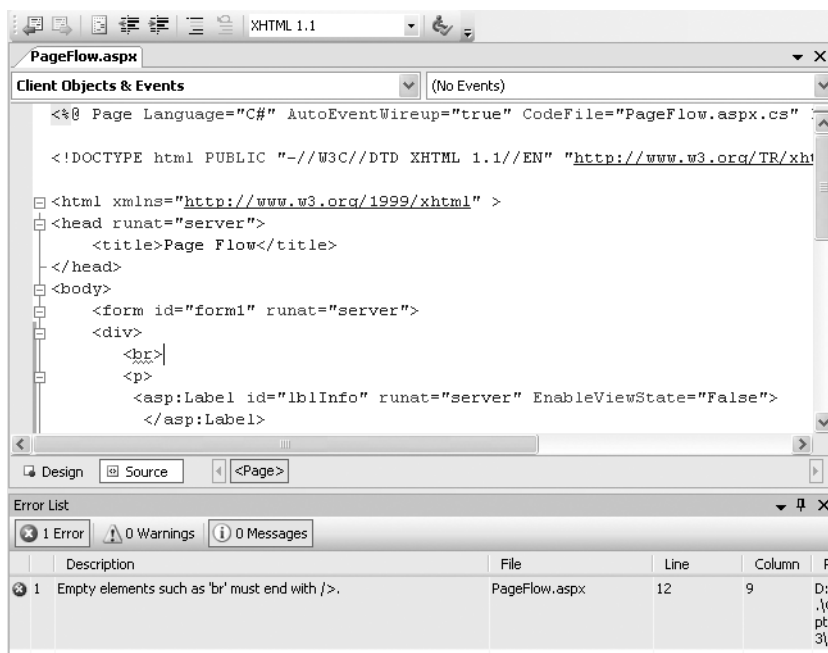 XHTML 1.1
PageFlow.aspx
Client Objects & Events (No Events)
<%@ Page Language="C#" AutoEventWireup="true" CodeFile="PageFlow.aspx.cs"
<!DOCTYPE html PUBLIC "-//W3C//DTD XHTML 1.1//EN" "http://www.w3.org/TR/xht
<html xmlns="http://www.w3.org/1999/xhtml" >
<head runat="server">
<title>Page Flow</title>
</head>
<body>
<form id="form1" runat="server">
<div>
<br>
<p>
<asp:Label id="lblInfo" runat="server" EnableViewState="False">
</asp:Label>
Design Source <Page>
Error List
1 Error 0 Warnings 0 Messages
Description File Line Column
1 Empty elements such as 'br' must end with />. PageFlow.aspx 12 9 D:
pt
3\